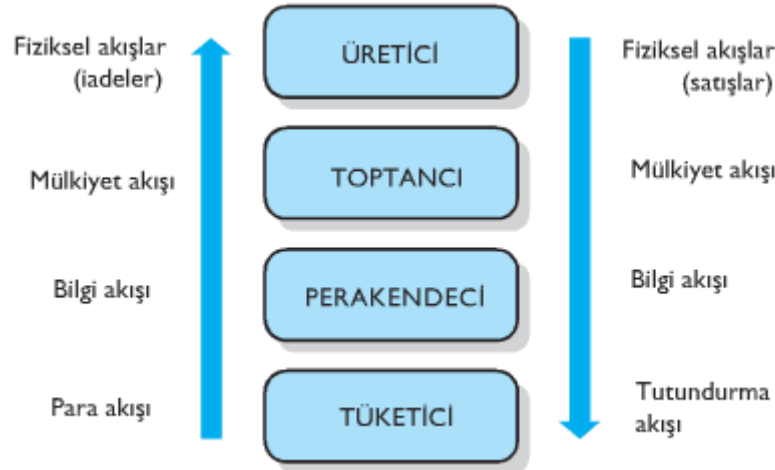 Fiziksel akışlar
(iadeler)
ÜRETİCİ
Fiziksel akışlar
(satışlar)
Mülkiyet akışı
TOPTANCI
Mülkiyet akışı
Bilgi akışı
PERAKENDECİ
Bilgi akışı
Para akışı
TÜKETİCİ
Tutundurma
akışı